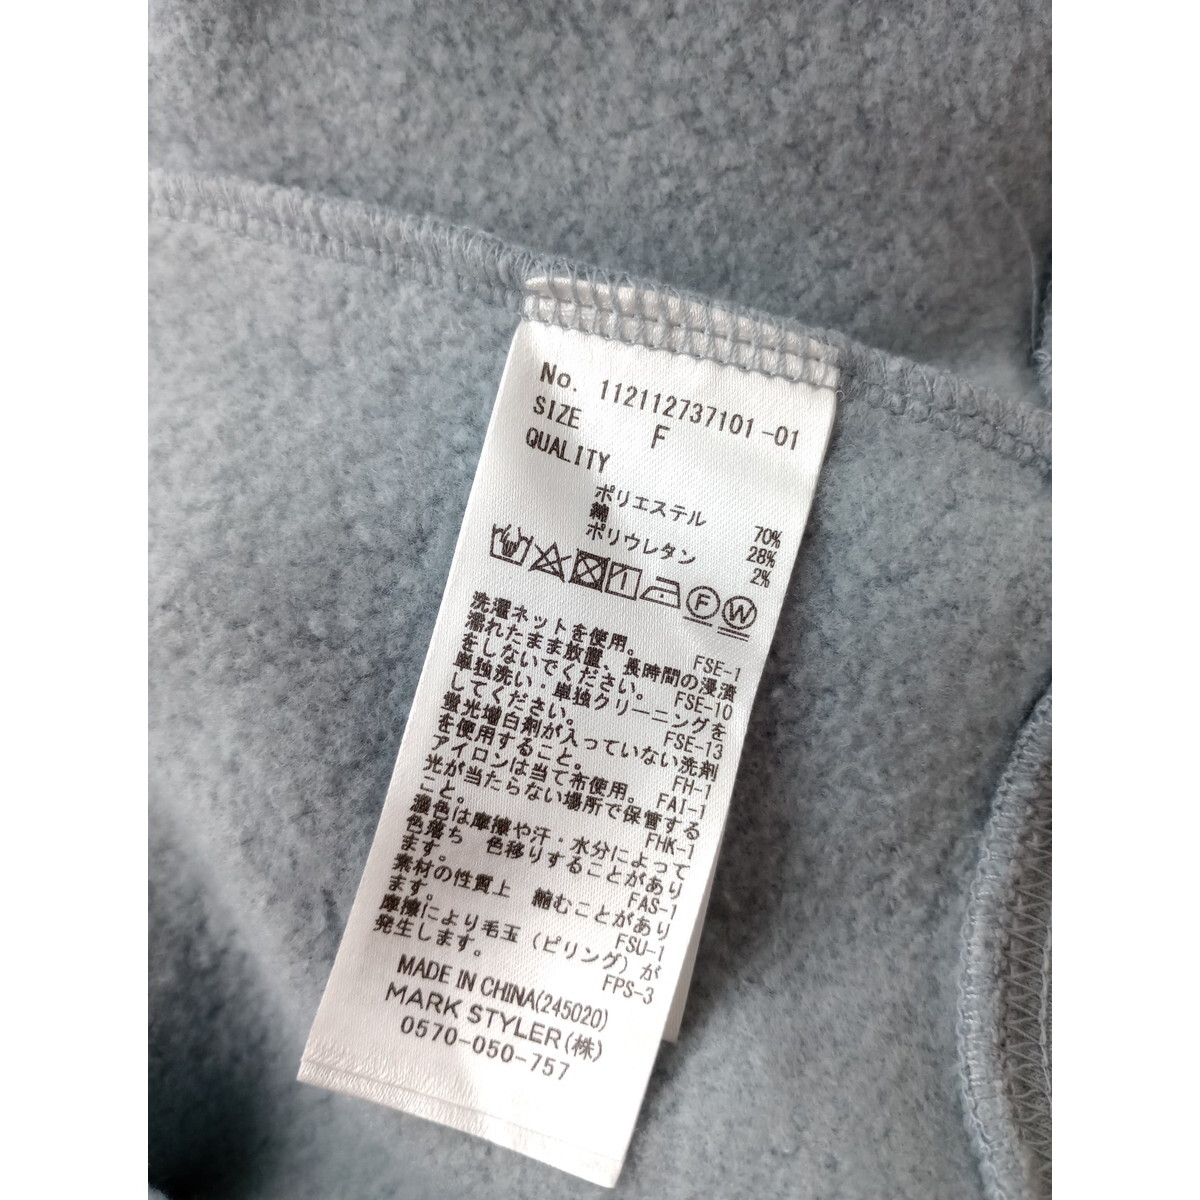 No. 112112737101-01
SIZE F
QUALITY
ポリエステル 70%
綿 28%
ポリウレタン 2%
F W
洗濯ネットを使用。 FSE-1
濡れたまま放置、長時間の浸漬
をしないでください。 FSE-10
単独洗い・単独クリーニングを
してください。 FSE-13
蛍光増白剤が入っていない洗剤
を使用すること。 FH-1
アイロンは当て布使用。 FAI-1
光が当たらない場所で保管する
こと。 FHK-1
濃色は摩擦や汗・水分によって
色落ち 色移りすることがあり
ます。 FAS-1
素材の性質上 縮むことがあり
ます。 FSU-1
摩擦により毛玉(ピリング)が
発生します。 FPS-3
MADE IN CHINA(245020)
MARK STYLER(株)
0570-050-757